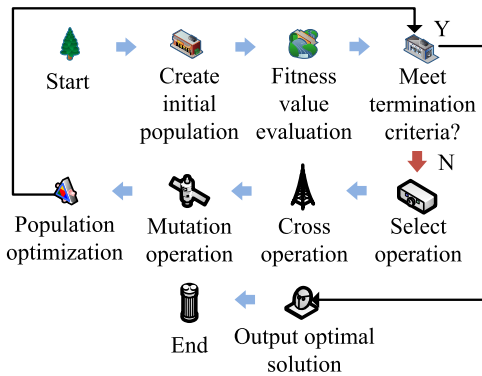 Y
Start
Create
initial
population
Fitness
value
evaluation
Meet
termination
criteria?
N
Population
optimization
Mutation
operation
Cross
operation
Select
operation
End
Output optimal
solution